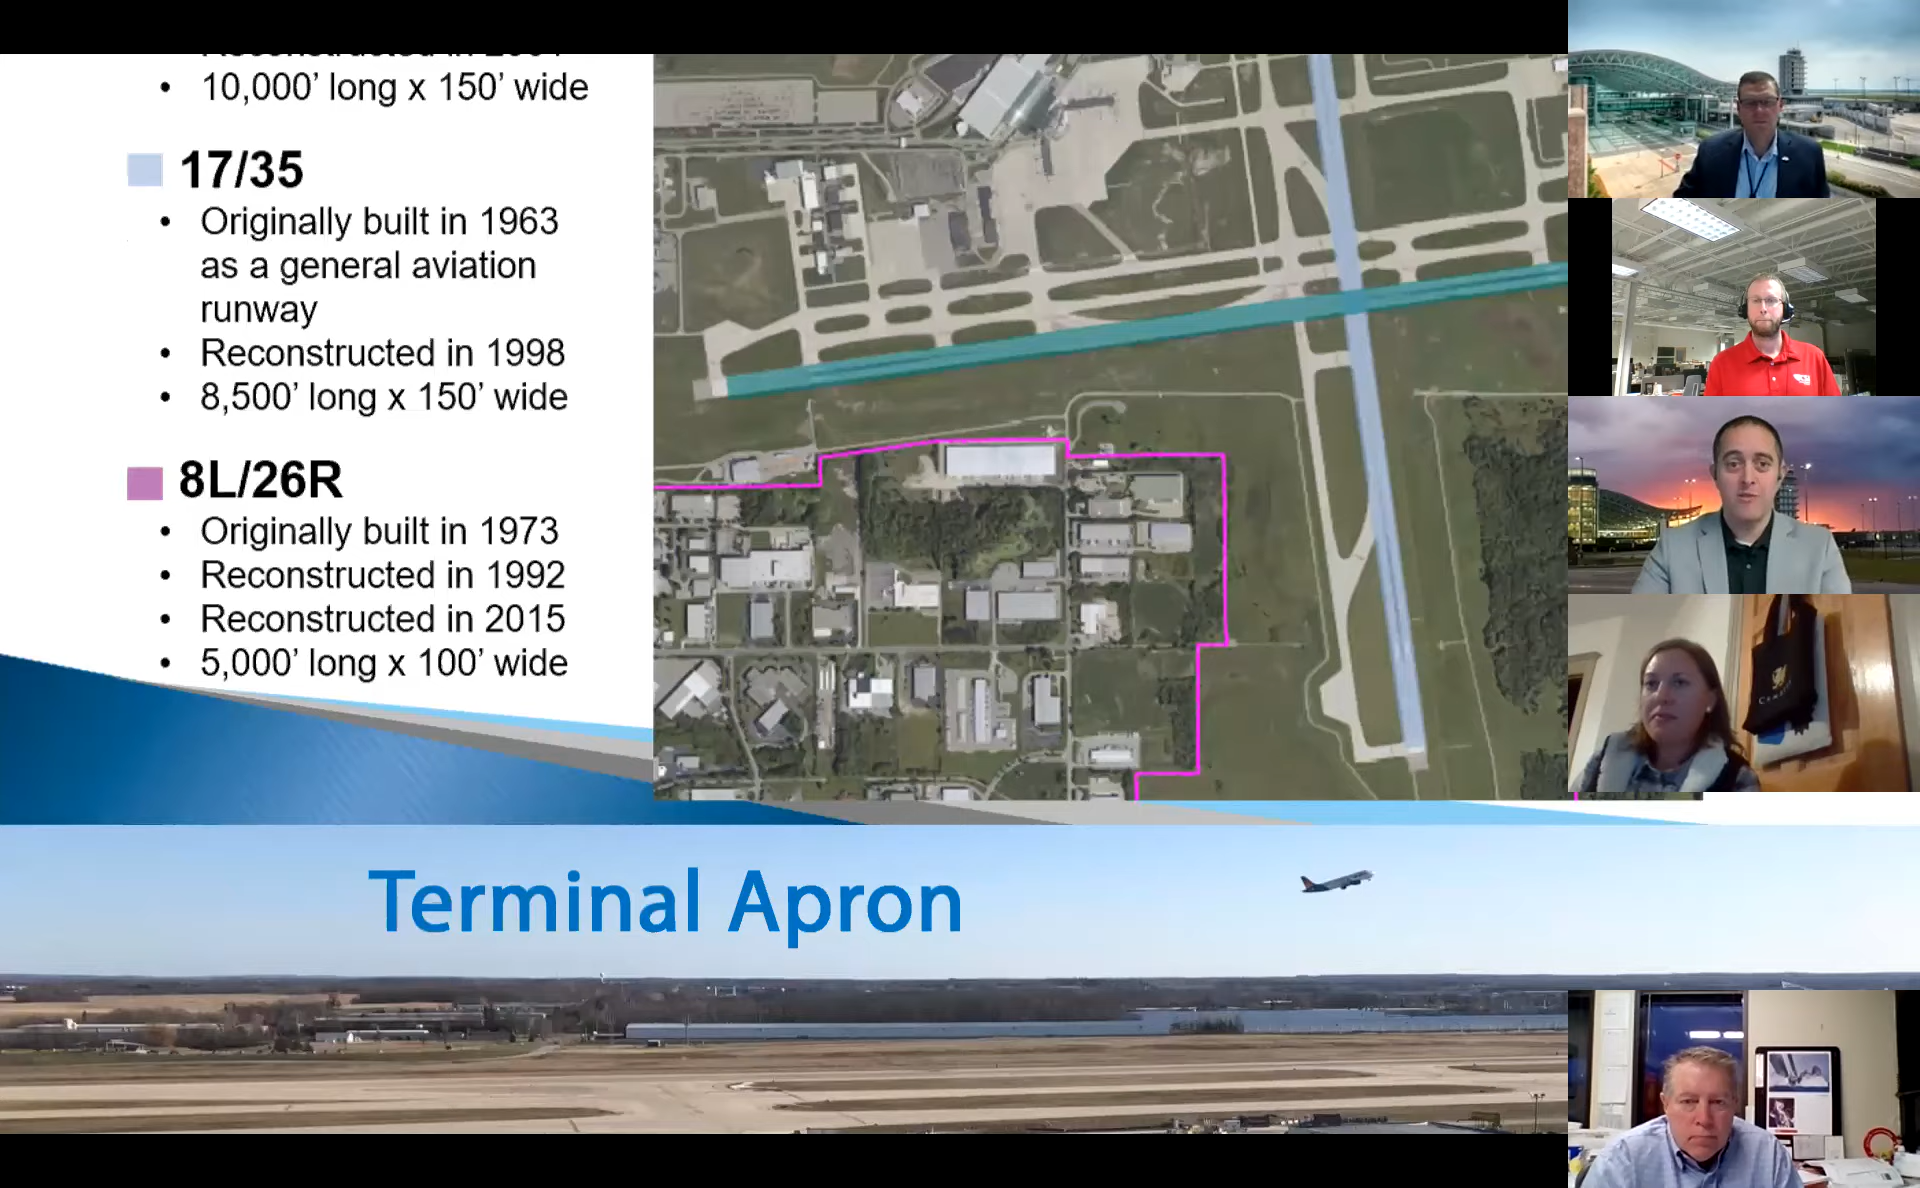 • 10,000’ long x 150’ wide
17/35
• Originally built in 1963
as a general aviation
runway
• Reconstructed in 1998
• 8,500’ long x 150’ wide
8L/26R
• Originally built in 1973
• Reconstructed in 1992
• Reconstructed in 2015
• 5,000’ long x 100’ wide
Terminal Apron